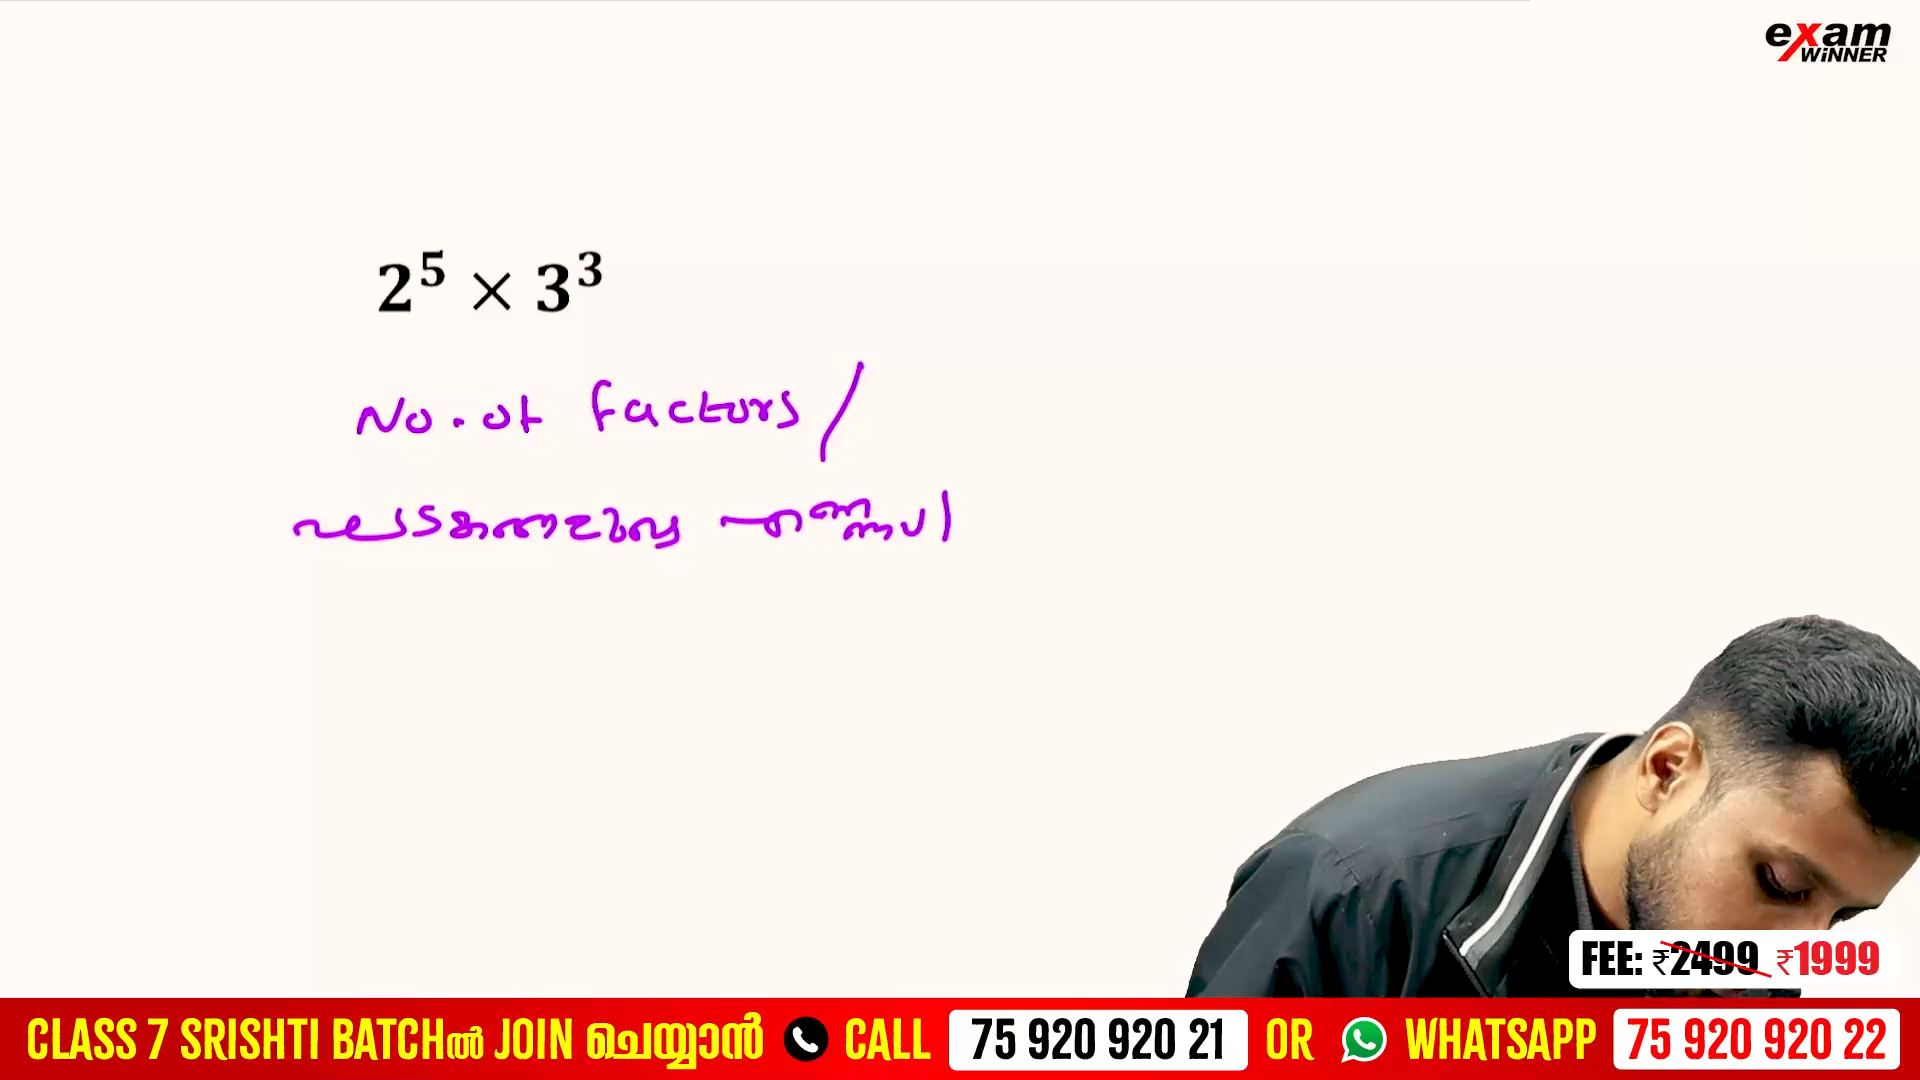 exam
WiNNER
2⁵ × 3³
No. of factors /
ഘടകങ്ങളുടെ എണ്ണം
FEE: ₹2499 ₹1999
CLASS 7 SRISHTI BATCHൽ JOIN ചെയ്യാൻ CALL 75 920 920 21 OR WHATSAPP 75 920 920 22